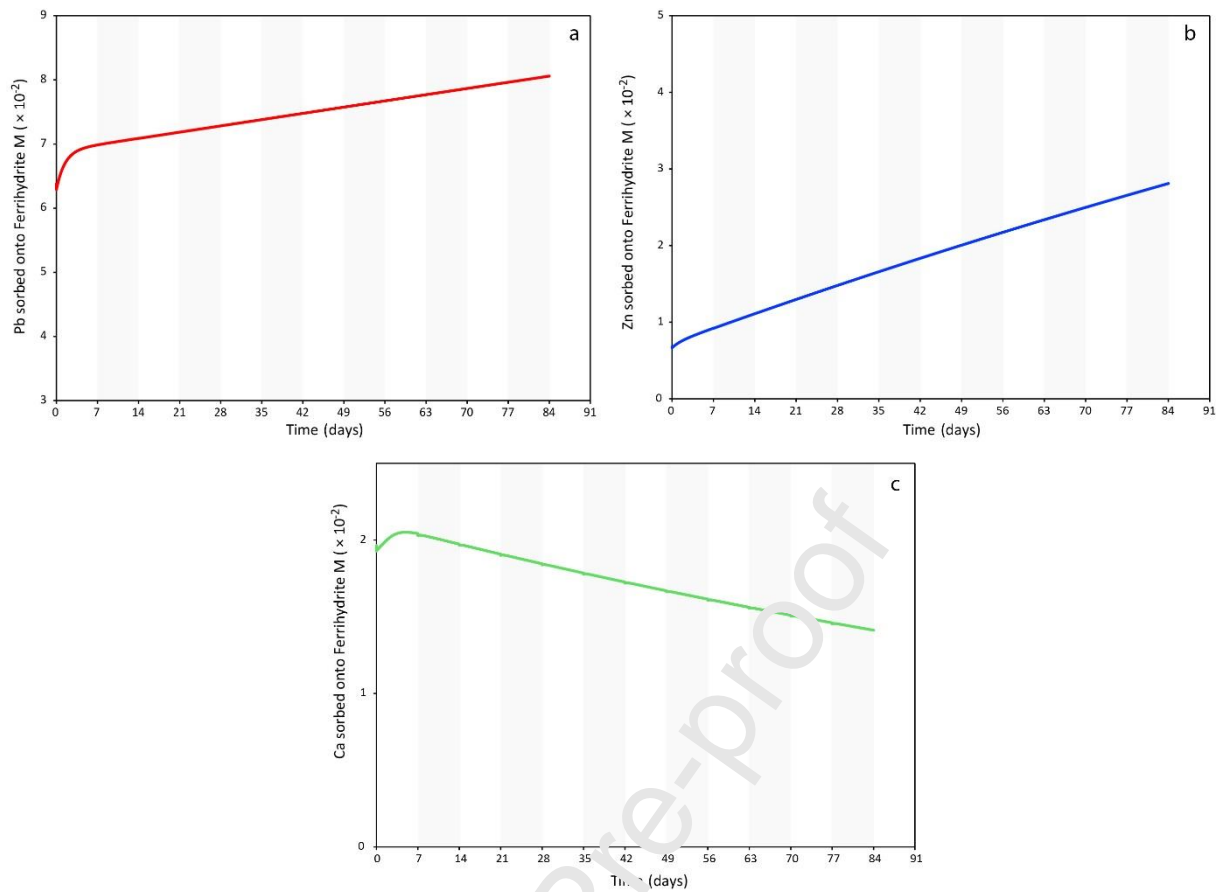 a
Pb sorbed onto Ferrihydrite M ( × 10⁻²)
9
8
7
6
5
4
3
0 7 14 21 28 35 42 49 56 63 70 77 84 91
Time (days)
b
Zn sorbed onto Ferrihydrite M ( × 10⁻²)
5
4
3
2
1
0
0 7 14 21 28 35 42 49 56 63 70 77 84 91
Time (days)
c
Ca sorbed onto Ferrihydrite M ( × 10⁻²)
2
1
0
0 7 14 21 28 35 42 49 56 63 70 77 84 91
Time (days)
Pre-proof